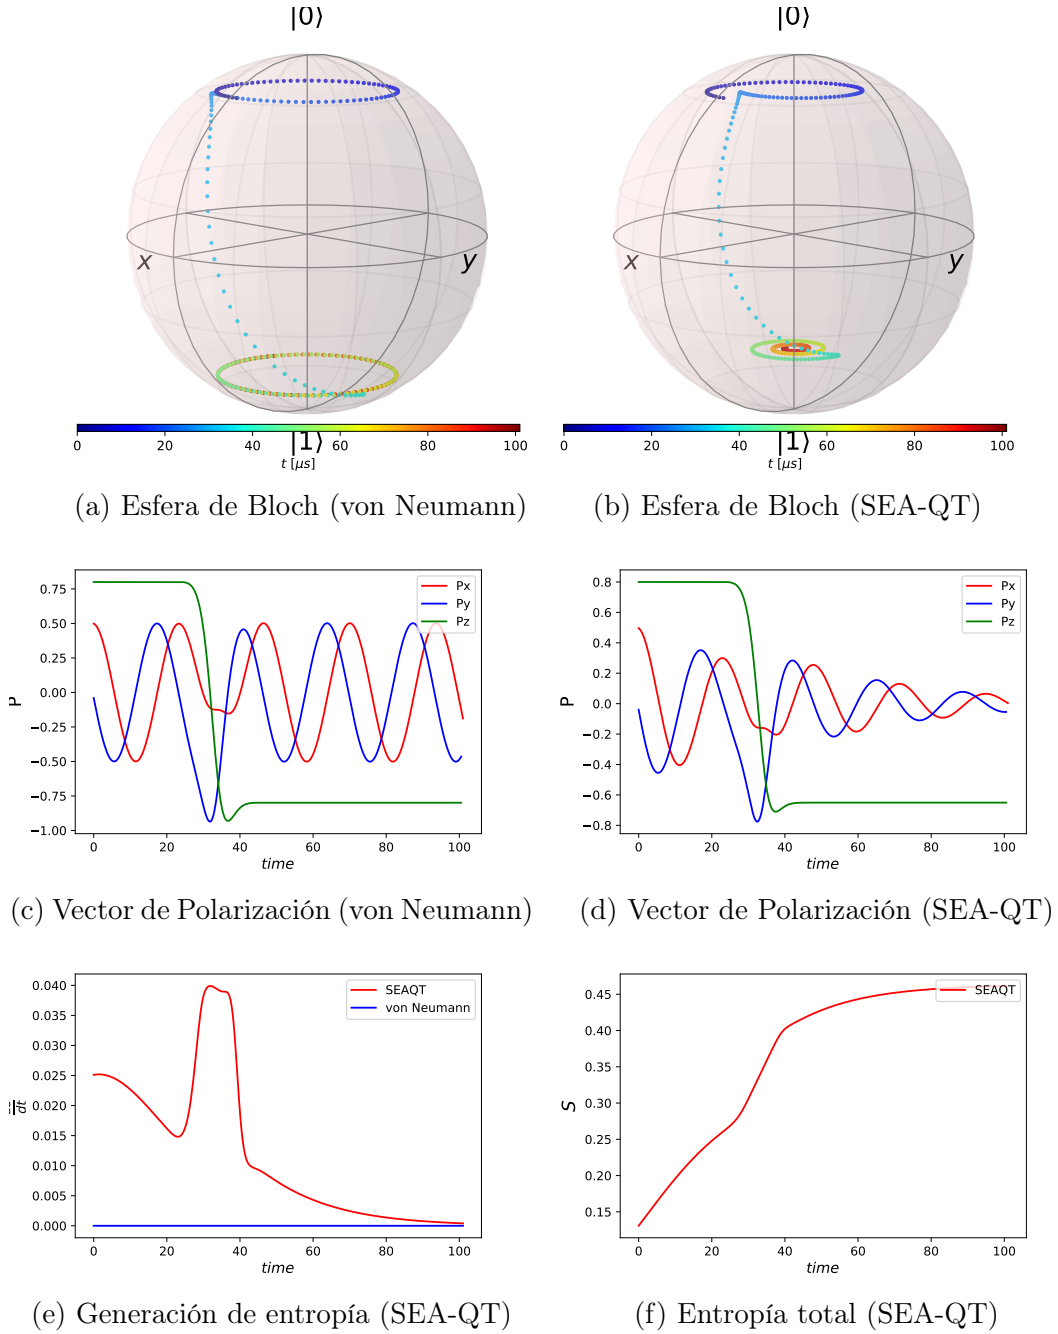 |0⟩ |0⟩
x y x y
0 20 40 60 80 100 0 20 40 60 80 100
|1⟩ |1⟩
t [μs] t [μs]
(a) Esfera de Bloch (von Neumann) (b) Esfera de Bloch (SEA-QT)
Px
Py
Pz
0.75
0.50
0.25
0.00
−0.25
−0.50
−0.75
−1.00
P
0 20 40 60 80 100
time
Px
Py
Pz
0.8
0.6
0.4
0.2
0.0
−0.2
−0.4
−0.6
−0.8
P
0 20 40 60 80 100
time
(c) Vector de Polarización (von Neumann) (d) Vector de Polarización (SEA-QT)
SEAQT
von Neumann
0.040
0.035
0.030
0.025
0.020
0.015
0.010
0.005
0.000
dt
0 20 40 60 80 100
time
SEAQT
0.45
0.40
0.35
0.30
0.25
0.20
0.15
S
0 20 40 60 80 100
time
(e) Generación de entropía (SEA-QT) (f) Entropía total (SEA-QT)